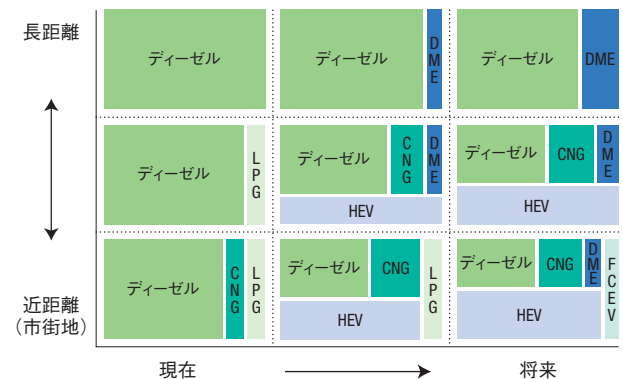 長距離
ディーゼル
ディーゼル
DME
ディーゼル
DME
ディーゼル
LPG
ディーゼル
CNG
DME
HEV
ディーゼル
CNG
DME
HEV
近距離
（市街地）
ディーゼル
CNG
LPG
ディーゼル
CNG
LPG
HEV
ディーゼル
CNG
DME
FCEV
HEV
現在
将来